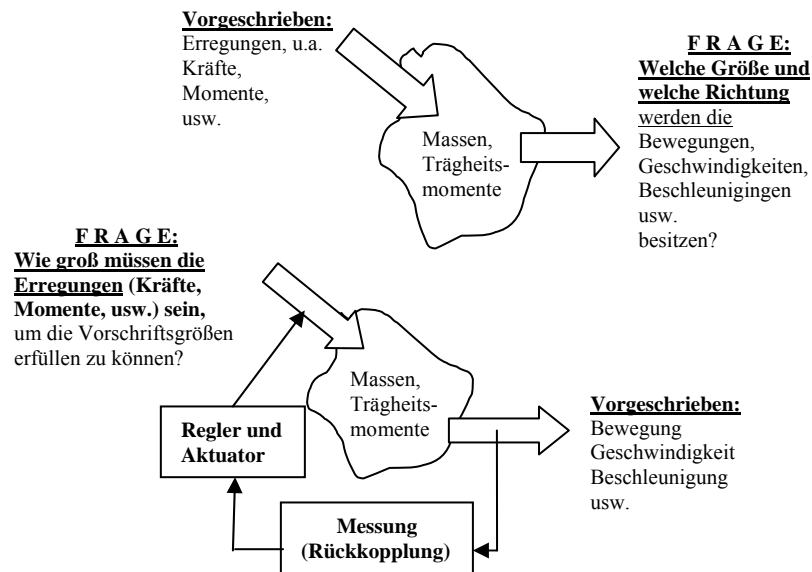 Vorgeschrieben:
Erregungen, u.a.
Kräfte,
Momente,
usw.
Massen,
Trägheits-
momente
F R A G E:
Welche Größe und
welche Richtung
werden die
Bewegungen,
Geschwindigkeiten,
Beschleunigingen
usw.
besitzen?
F R A G E:
Wie groß müssen die
Erregungen (Kräfte,
Momente, usw.) sein,
um die Vorschriftsgrößen
erfüllen zu können?
Massen,
Trägheits-
momente
Regler und
Aktuator
Vorgeschrieben:
Bewegung
Geschwindigkeit
Beschleunigung
usw.
Messung
(Rückkopplung)